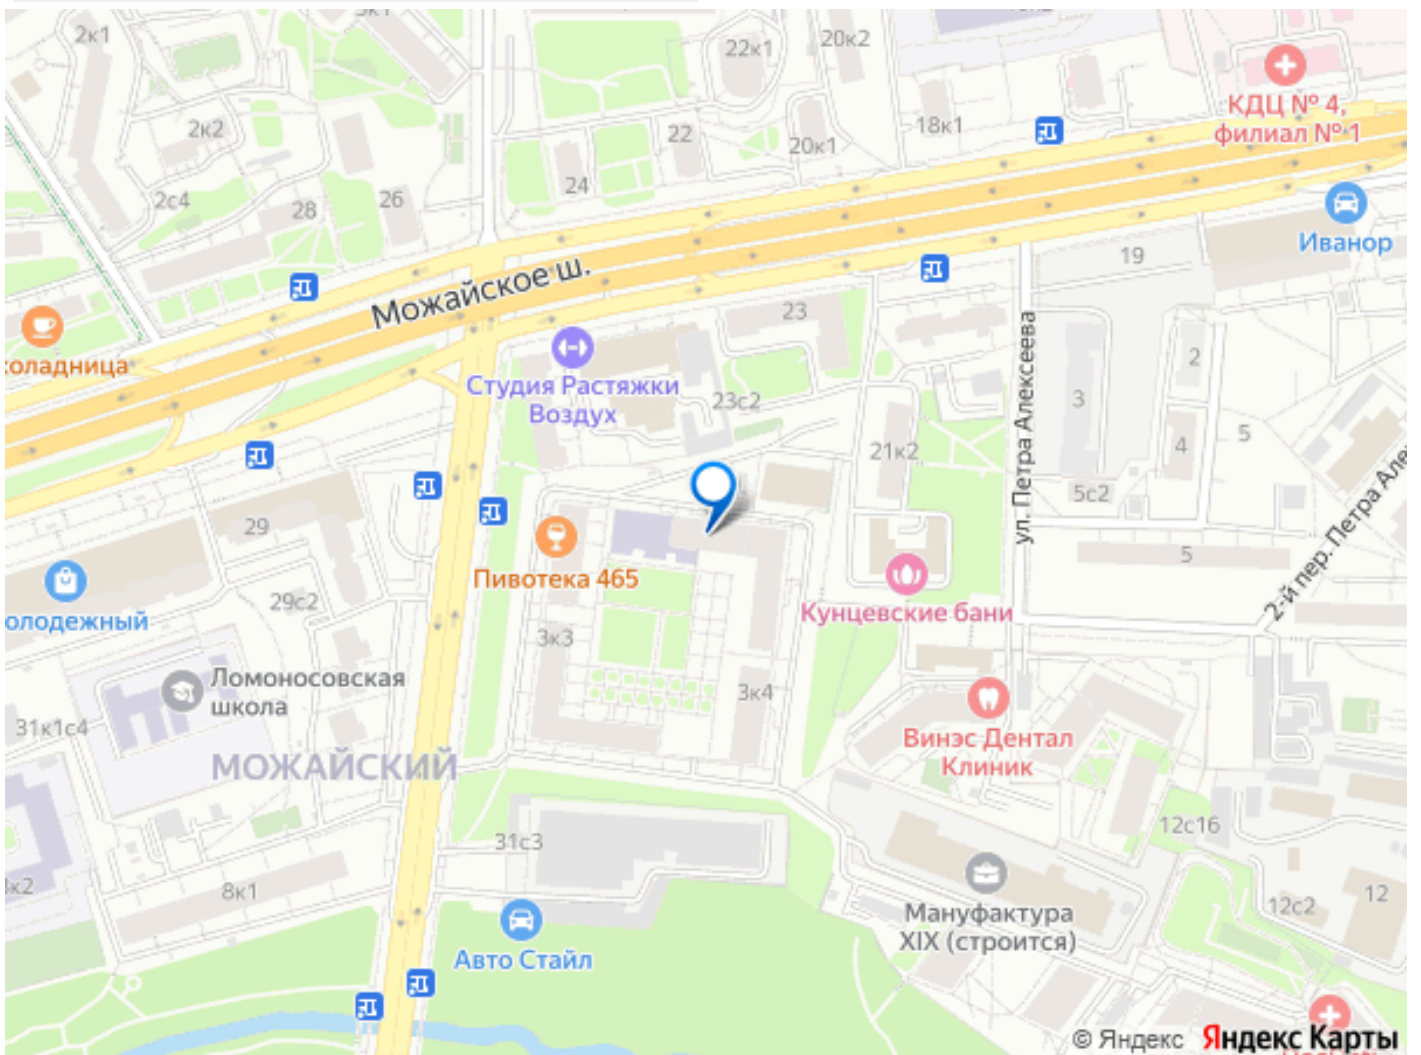 2к1
22к1
20к2
КДЦ № 4,
филиал № 1
2к2
22
20к1
18к1
24
2с4
28
26
Иванор
19
Можайское ш.
23
Студия Растяжки
Воздух
23с2
ул. Петра Алексеева
2
3
4
5
21к2
5с2
2-й пер. Петра Але
29
Пивотека 465
5
Кунцевские бани
29с2
3к3
Ломоносовская
школа
3к4
31к1с4
МОЖАЙСКИЙ
Винэс Дентал
Клиник
31с3
12с16
8к1
12
12с2
Мануфактура
XIX (строится)
Авто Стайл
© Яндекс Яндекс Карты